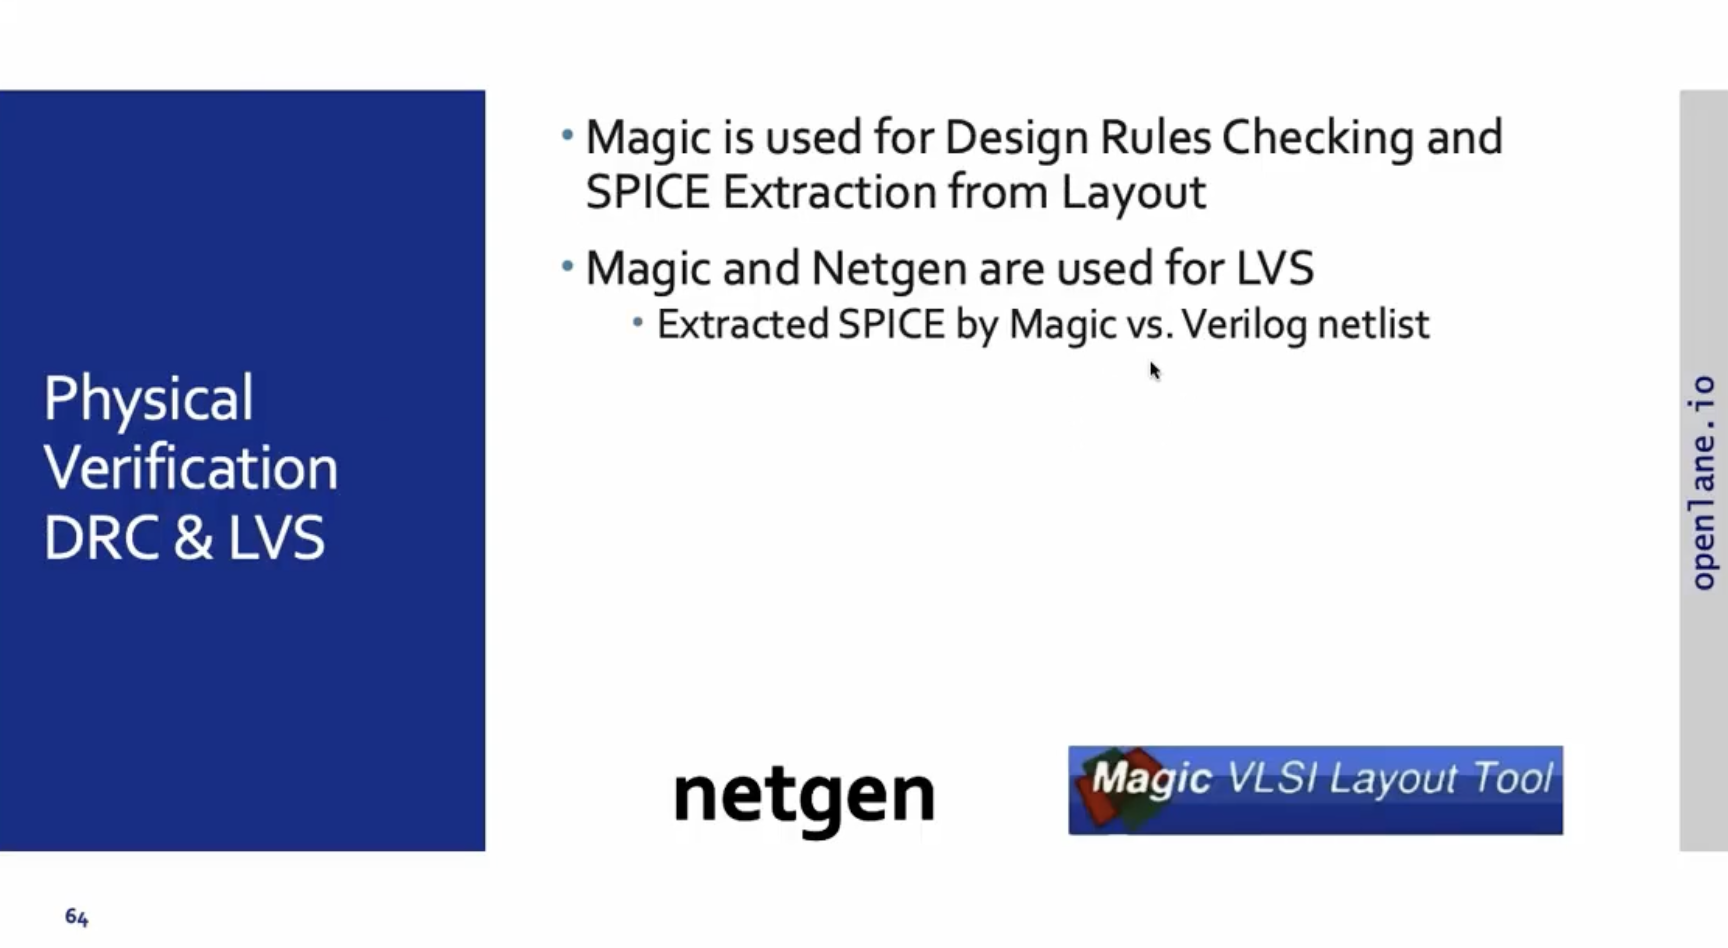 Physical
Verification
DRC & LVS
• Magic is used for Design Rules Checking and
SPICE Extraction from Layout
• Magic and Netgen are used for LVS
• Extracted SPICE by Magic vs. Verilog netlist
netgen
Magic VLSI Layout Tool
openlane.io
64